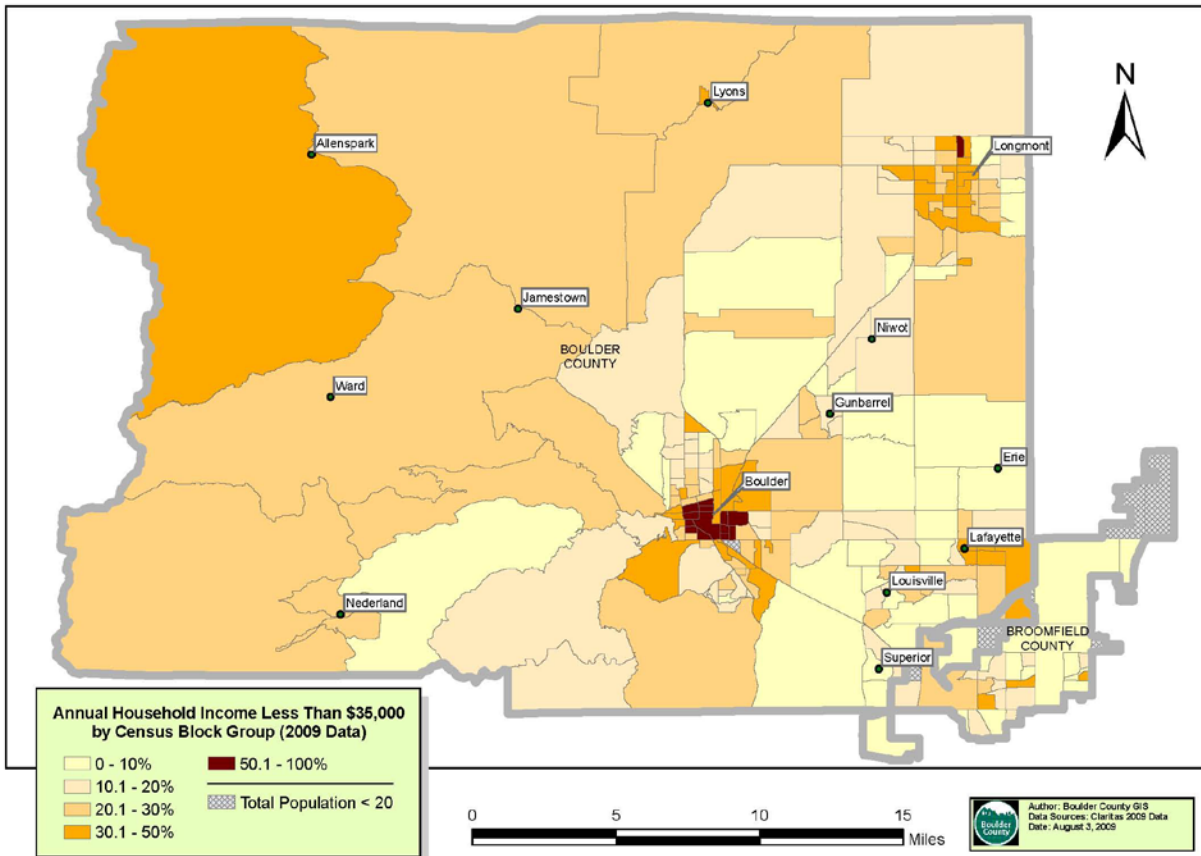 N
Lyons
Longmont
Allenspark
Jamestown
Niwot
BOULDER
COUNTY
Ward
Gunbarrel
Erie
Boulder
Lafayette
Louisville
Nederland
BROOMFIELD
COUNTY
Superior
Annual Household Income Less Than $35,000
by Census Block Group (2009 Data)
0 - 10%
10.1 - 20%
20.1 - 30%
30.1 - 50%
50.1 - 100%
Total Population < 20
0 5 10 15
Miles
Boulder
County
Author: Boulder County GIS
Data Sources: Claritas 2009 Data
Date: August 3, 2009